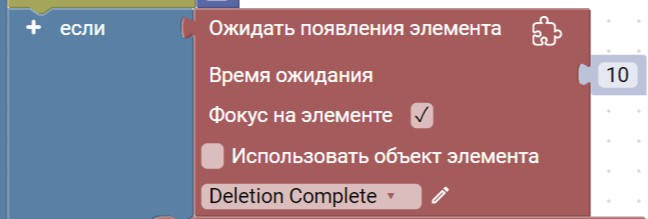 + если
Ожидать появления элемента
Время ожидания 10
Фокус на элементе ✓
Использовать объект элемента
Deletion Complete